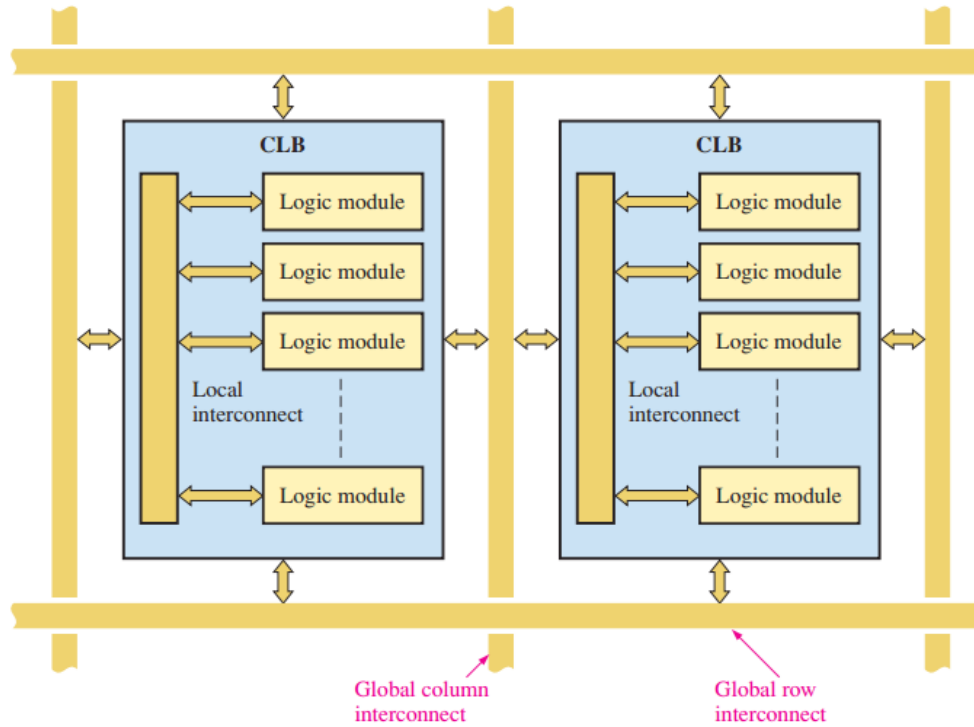 CLB
Logic module
Logic module
Logic module
Local
interconnect
Logic module
CLB
Logic module
Logic module
Logic module
Local
interconnect
Logic module
Global column
interconnect
Global row
interconnect